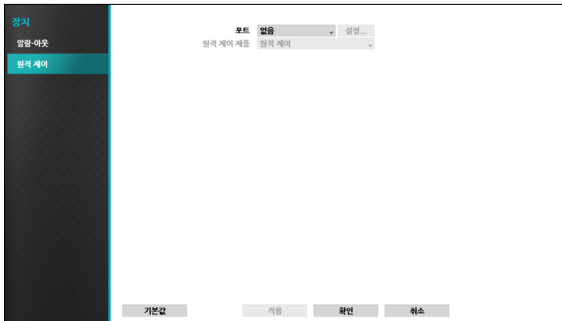 장치
알람-아웃
원격 제어
포트 없음 설정...
원격 제어 제품 원격 제어
기본값 적용 확인 취소